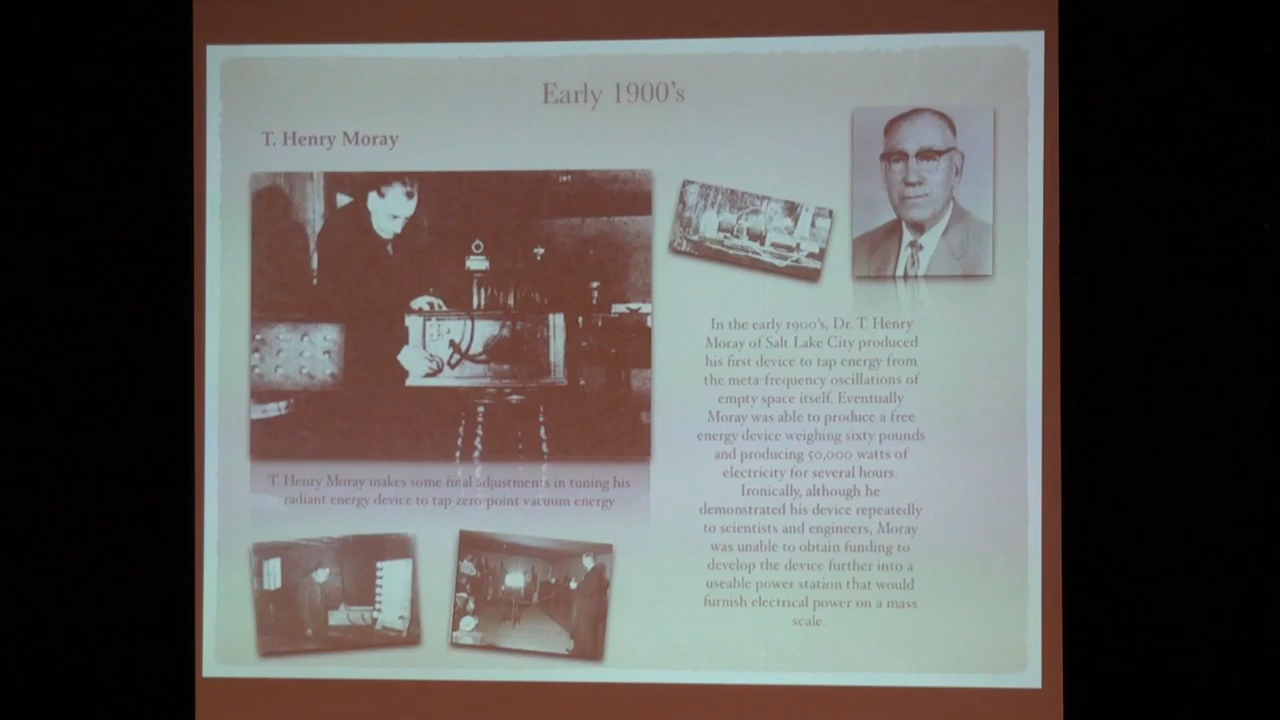 Early 1900's
T. Henry Moray
T. Henry Moray makes some final adjustments in tuning his
radiant energy device to tap zero-point vacuum energy
In the early 1900's, Dr. T. Henry
Moray of Salt Lake City produced
his first device to tap energy from
the meta-frequency oscillations of
empty space itself. Eventually
Moray was able to produce a free
energy device weighing sixty pounds
and producing 50,000 watts of
electricity for several hours.
Ironically, although he
demonstrated his device repeatedly
to scientists and engineers, Moray
was unable to obtain funding to
develop the device further into a
useable power station that would
furnish electrical power on a mass
scale.